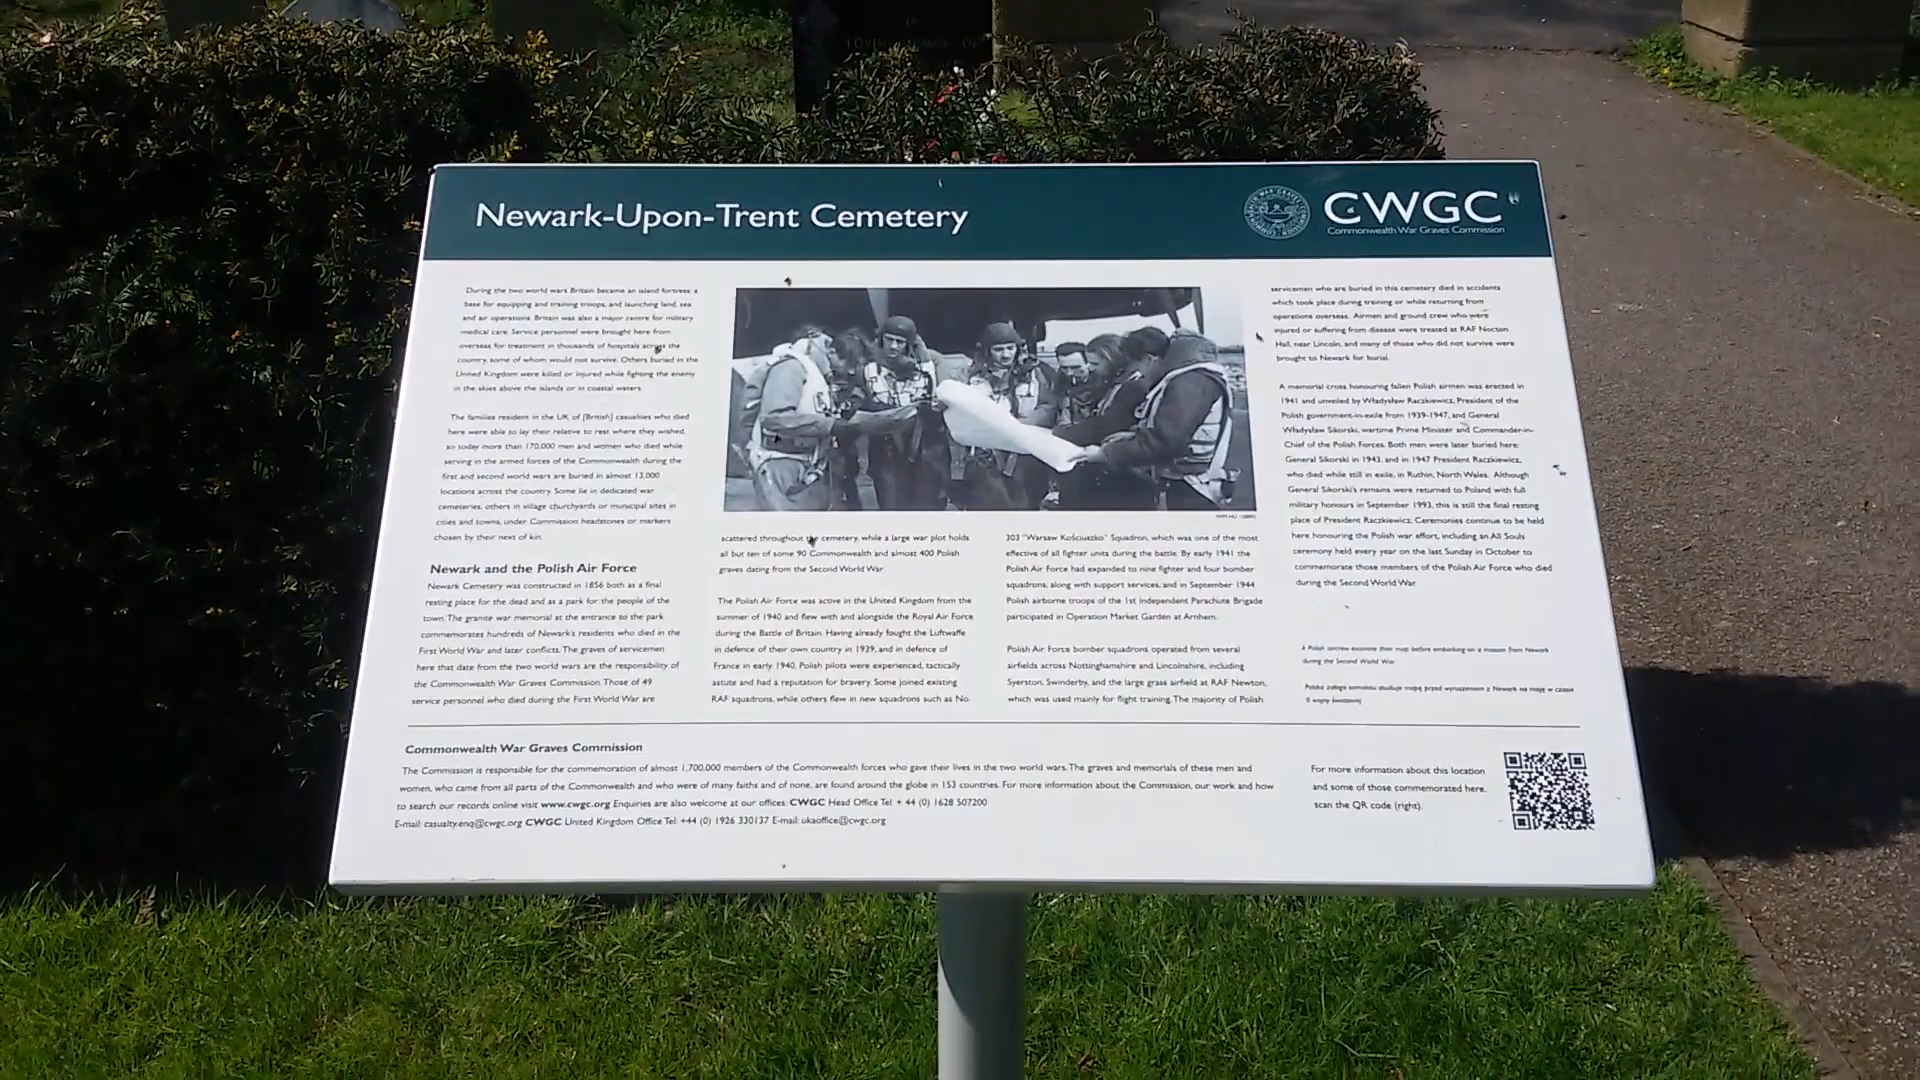 Newark-Upon-Trent Cemetery
CWGC
Commonwealth War Graves Commission
During the two world wars Britain became an island fortress, a
base for equipping and training troops, and launching land, sea
and air operations. Britain was also a major centre for military
medical care. Service personnel were brought here from
overseas for treatment in thousands of hospitals across the
country, some of whom would not survive. Others buried in the
United Kingdom were killed or injured while fighting the enemy
in the skies above the islands or in coastal waters.
The families resident in the UK of [British] casualties who died
here were able to lay their relative to rest where they wished,
so today more than 170,000 men and women who died while
serving in the armed forces of the Commonwealth during the
first and second world wars are buried in almost 13,000
locations across the country. Some lie in dedicated war
cemeteries, others in village churchyards or municipal sites in
cities and towns, under Commission headstones or markers
chosen by their next of kin.
Newark and the Polish Air Force
Newark Cemetery was constructed in 1856 both as a final
resting place for the dead and as a park for the people of the
town. The granite war memorial at the entrance to the park
commemorates hundreds of Newark's residents who died in the
First World War and later conflicts. The graves of servicemen
here that date from the two world wars are the responsibility of
the Commonwealth War Graves Commission. Those of 49
service personnel who died during the First World War are
scattered throughout the cemetery, while a large war plot holds
all but ten of some 90 Commonwealth and almost 400 Polish
graves dating from the Second World War
The Polish Air Force was active in the United Kingdom from the
summer of 1940 and flew with and alongside the Royal Air Force
during the Battle of Britain. Having already fought the Luftwaffe
in defence of their own country in 1939, and in defence of
France in early 1940, Polish pilots were experienced, tactically
astute and had a reputation for bravery. Some joined existing
RAF squadrons, while others flew in new squadrons such as No.
303 "Warsaw Kościuszko" Squadron, which was one of the most
effective of all fighter units during the battle. By early 1941 the
Polish Air Force had expanded to nine fighter and four bomber
squadrons, along with support services, and in September 1944
Polish airborne troops of the 1st Independent Parachute Brigade
participated in Operation Market Garden at Arnhem.
Polish Air Force bomber squadrons operated from several
airfields across Nottinghamshire and Lincolnshire, including
Syerston, Swinderby, and the large grass airfield at RAF Newton,
which was used mainly for flight training. The majority of Polish
servicemen who are buried in this cemetery died in accidents
which took place during training or while returning from
operations overseas. Airmen and ground crew who were
injured or suffering from disease were treated at RAF Nocton
Hall, near Lincoln, and many of those who did not survive were
brought to Newark for burial.
A memorial cross honouring fallen Polish airmen was erected in
1941 and unveiled by Władysław Raczkiewicz, President of the
Polish government-in-exile from 1939-1947, and General
Władysław Sikorski, wartime Prime Minister and Commander-in-
Chief of the Polish Forces. Both men were later buried here:
General Sikorski in 1943, and in 1947 President Raczkiewicz,
who died while still in exile, in Ruthin, North Wales. Although
General Sikorski's remains were returned to Poland with full
military honours in September 1993, this is still the final resting
place of President Raczkiewicz. Ceremonies continue to be held
here honouring the Polish war effort, including an All Souls
ceremony held every year on the last Sunday in October to
commemorate those members of the Polish Air Force who died
during the Second World War
A Polish aircrew examine their map before embarking on a mission from Newark
during the Second World War
Polska załoga samolotu studiuje mapę przed wyruszeniem z Newark na misję w czasie
II wojny światowej
Commonwealth War Graves Commission
The Commission is responsible for the commemoration of almost 1,700,000 members of the Commonwealth forces who gave their lives in the two world wars. The graves and memorials of these men and
women, who came from all parts of the Commonwealth and who were of many faiths and of none, are found around the globe in 153 countries. For more information about the Commission, our work and how
to search our records online visit www.cwgc.org Enquiries are also welcome at our offices. CWGC Head Office Tel: + 44 (0) 1628 507200
E-mail: casualty.enq@cwgc.org CWGC United Kingdom Office Tel: +44 (0) 1926 330137 E-mail: ukaoffice@cwgc.org
For more information about this location
and some of those commemorated here,
scan the QR code (right).